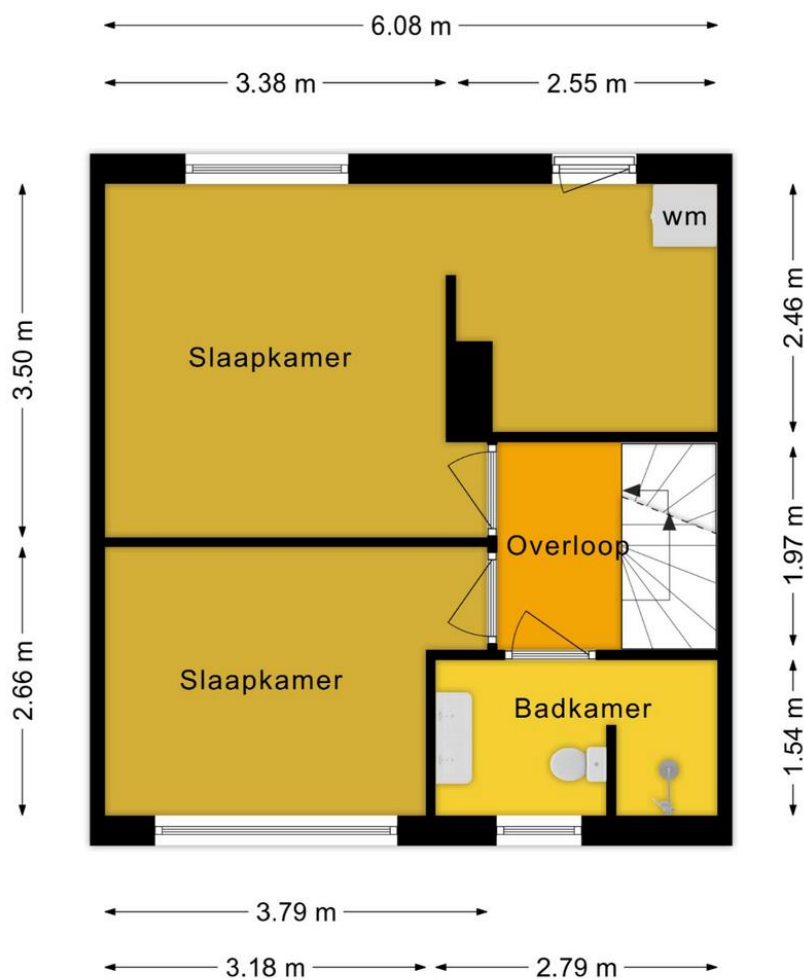 6.08 m
3.38 m
2.55 m
wm
2.46 m
3.50 m
Slaapkamer
Overloop
1.97 m
Slaapkamer
2.66 m
Badkamer
1.54 m
3.79 m
3.18 m
2.79 m